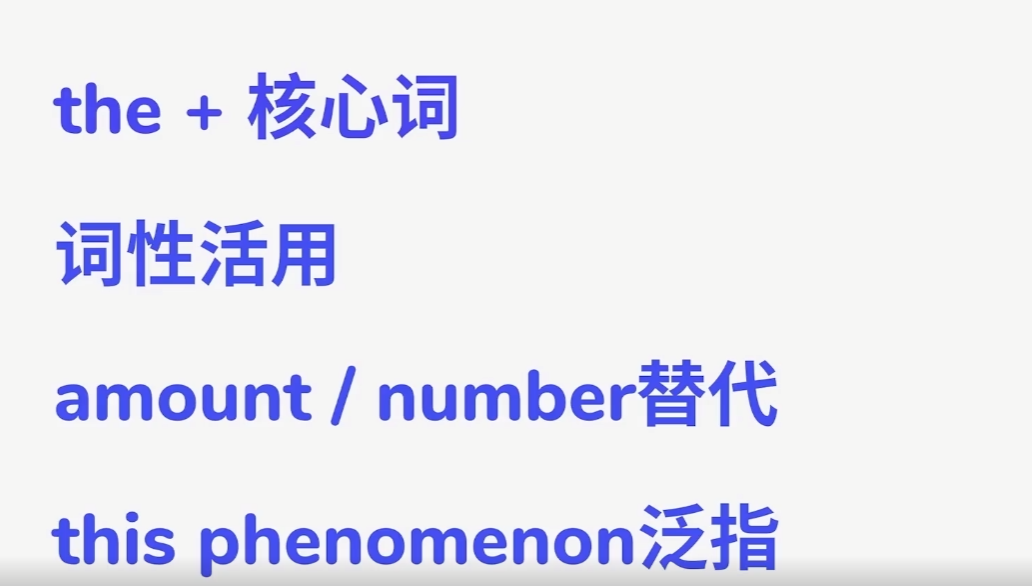 the + 核心词
词性活用
amount / number替代
this phenomenon泛指